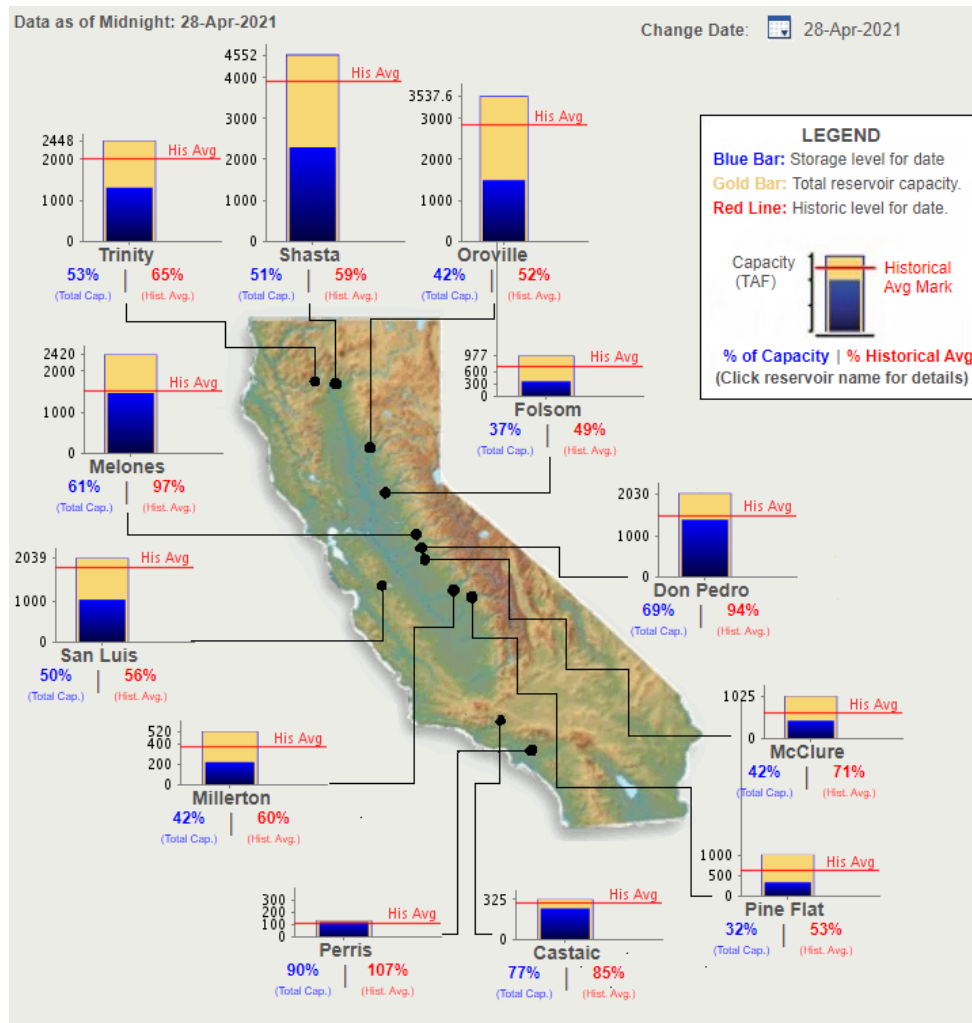 Data as of Midnight: 28-Apr-2021
Change Date: 28-Apr-2021
4552
4000
3000
2000
1000
0
His Avg
Shasta
51% | 59%
(Total Cap.) (Hist. Avg.)
3537.6
3000
2000
1000
0
His Avg
Oroville
42% | 52%
(Total Cap.) (Hist. Avg.)
2448
2000
1000
0
His Avg
Trinity
53% | 65%
(Total Cap.) (Hist. Avg.)
LEGEND
Blue Bar: Storage level for date
Gold Bar: Total reservoir capacity.
Red Line: Historic level for date.
Capacity
(TAF)
Historical
Avg Mark
% of Capacity | % Historical Avg
(Click reservoir name for details)
2420
2000
1000
0
His Avg
Melones
61% | 97%
(Total Cap.) (Hist. Avg.)
977
600
300
0
His Avg
Folsom
37% | 49%
(Total Cap.) (Hist. Avg.)
2030
1000
0
His Avg
Don Pedro
69% | 94%
(Total Cap.) (Hist. Avg.)
2039
1000
0
His Avg
San Luis
50% | 56%
(Total Cap.) (Hist. Avg.)
1025
0
His Avg
McClure
42% | 71%
(Total Cap.) (Hist. Avg.)
520
400
200
0
His Avg
Millerton
42% | 60%
(Total Cap.) (Hist. Avg.)
1000
500
0
His Avg
Pine Flat
32% | 53%
(Total Cap.) (Hist. Avg.)
300
200
100
0
His Avg
Perris
90% | 107%
(Total Cap.) (Hist. Avg.)
325
0
His Avg
Castaic
77% | 85%
(Total Cap.) (Hist. Avg.)